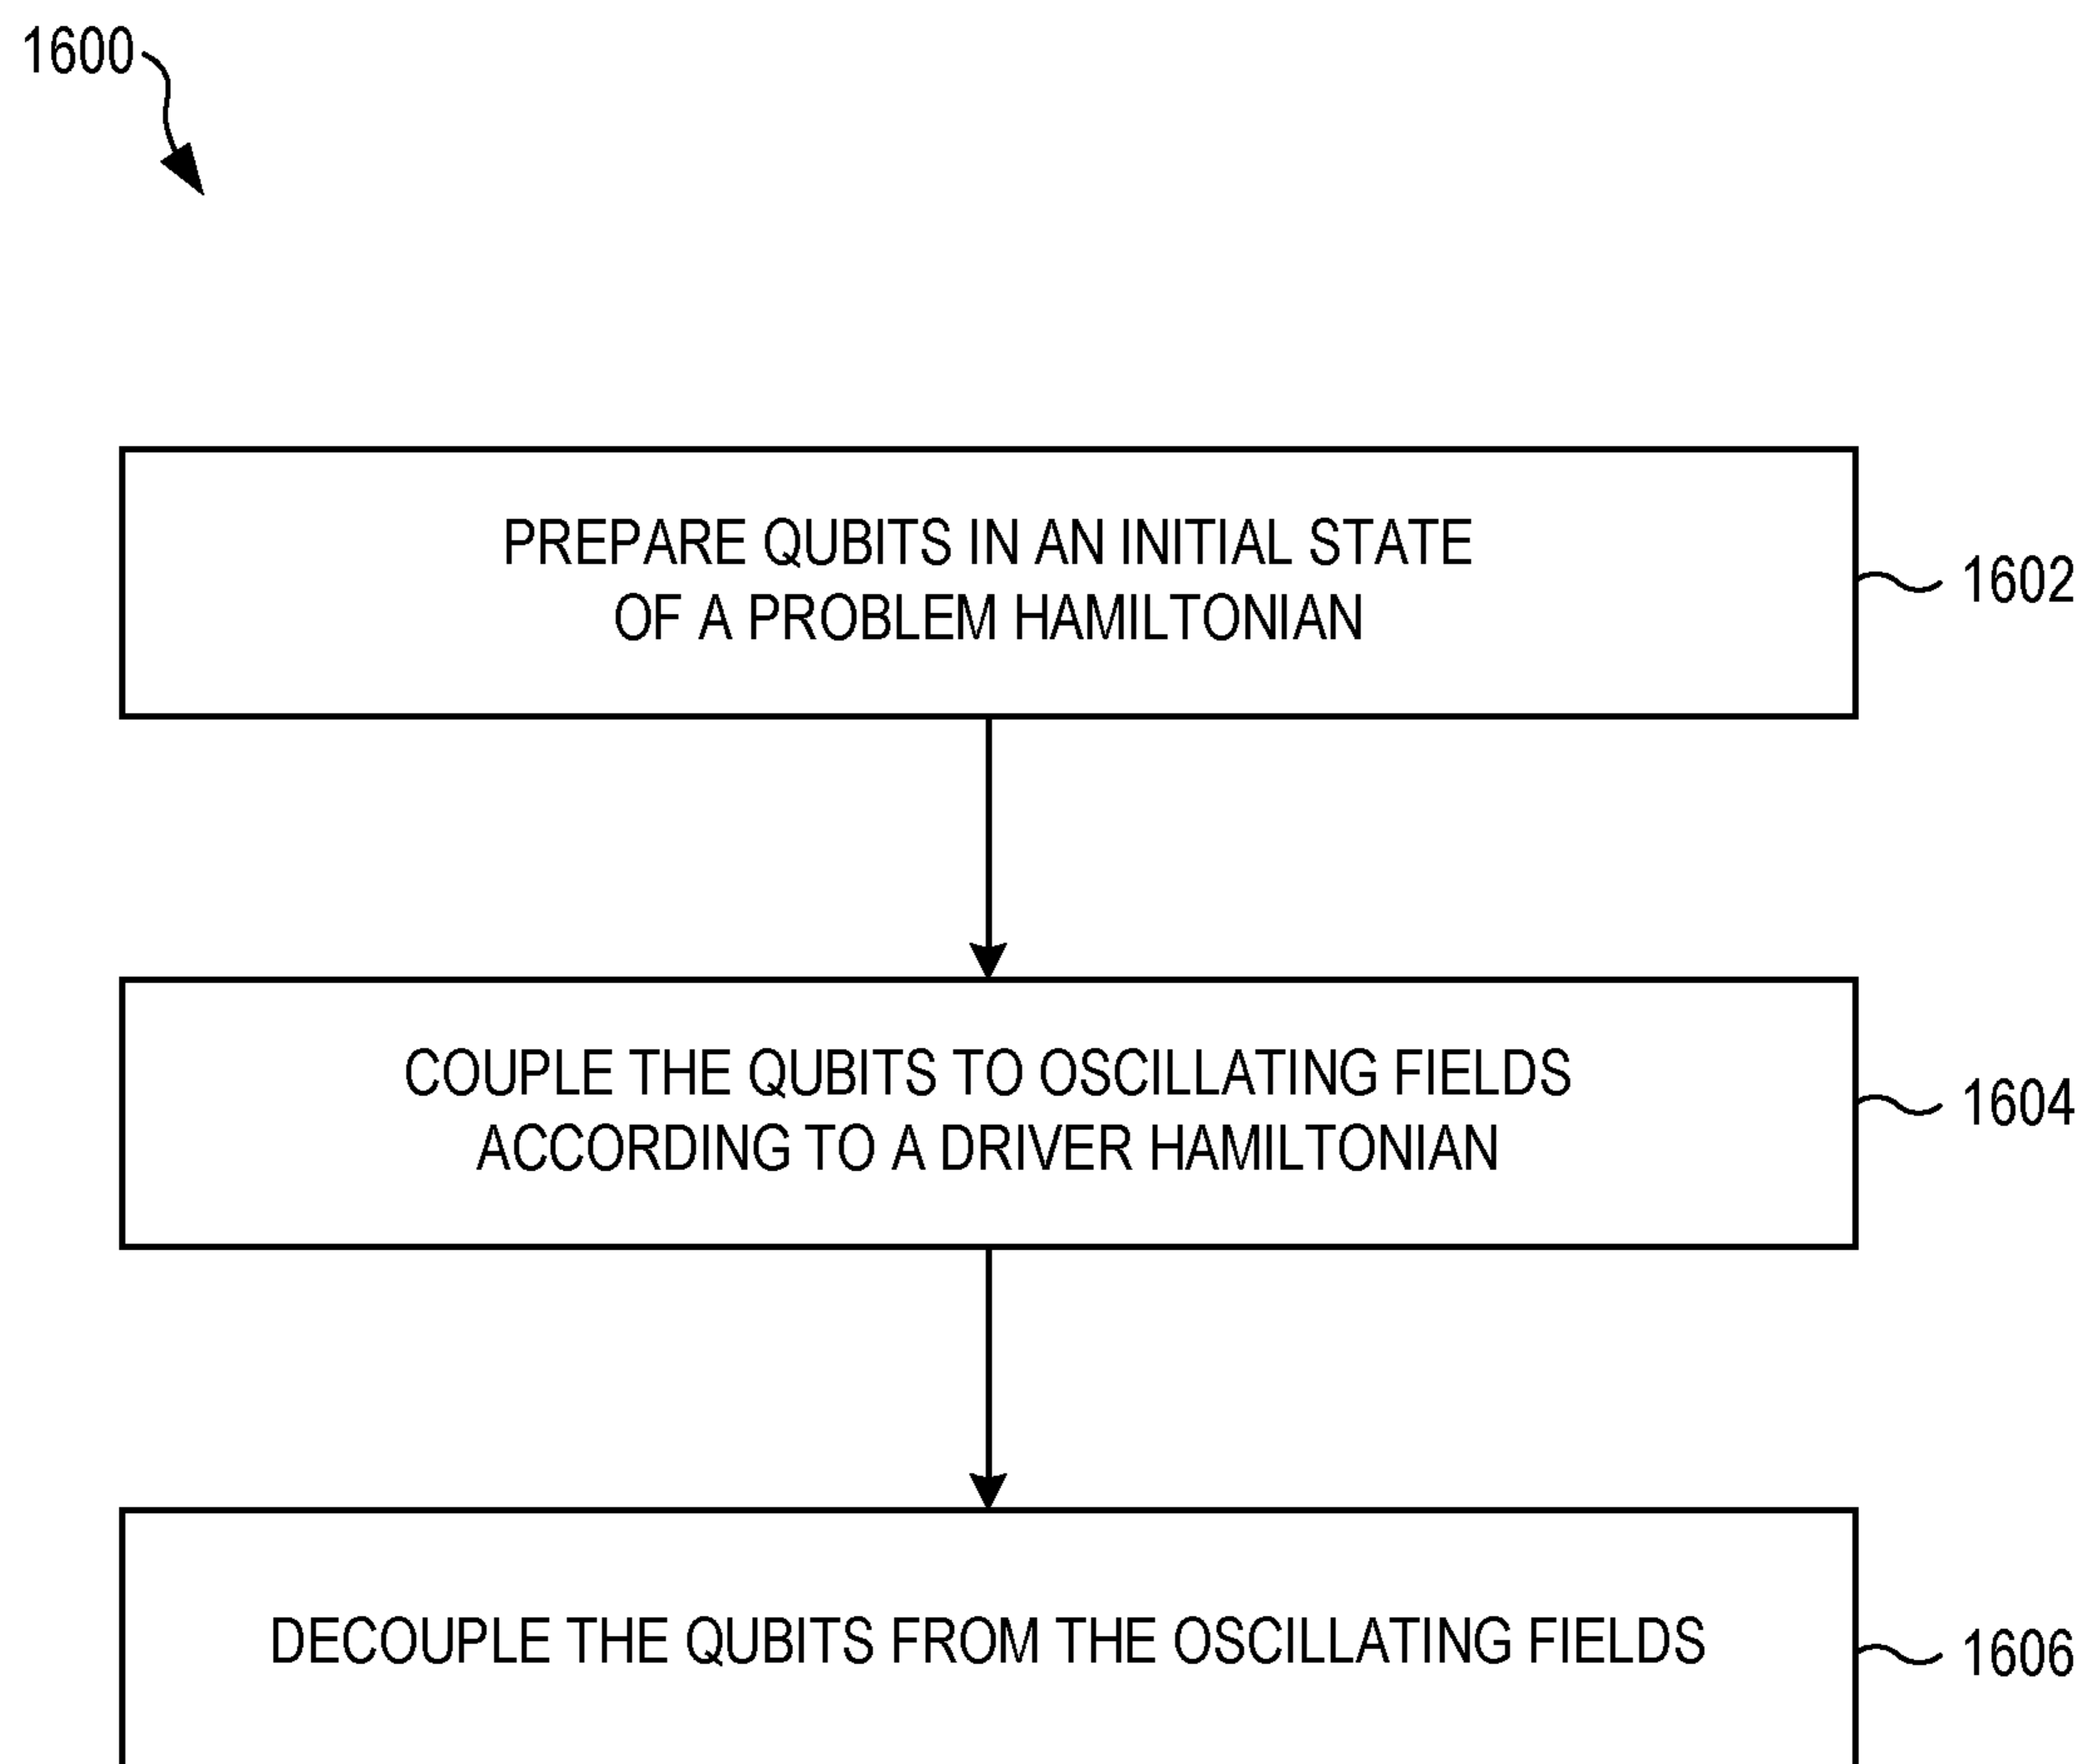 1600
PREPARE QUBITS IN AN INITIAL STATE
OF A PROBLEM HAMILTONIAN
1602
COUPLE THE QUBITS TO OSCILLATING FIELDS
ACCORDING TO A DRIVER HAMILTONIAN
1604
DECOUPLE THE QUBITS FROM THE OSCILLATING FIELDS
1606